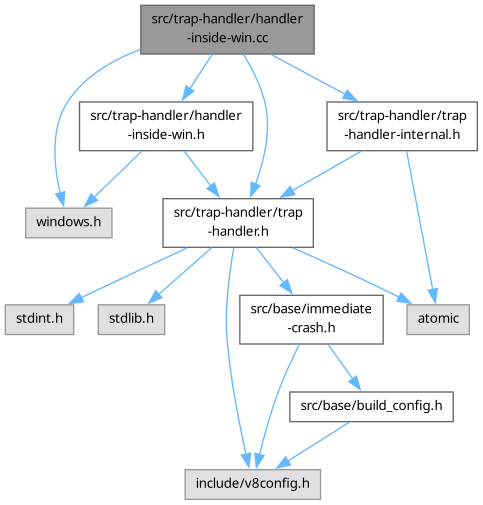 src/trap-handler/handler
-inside-win.cc
src/trap-handler/handler
-inside-win.h
src/trap-handler/trap
-handler-internal.h
windows.h
src/trap-handler/trap
-handler.h
stdint.h
stdlib.h
src/base/immediate
-crash.h
atomic
src/base/build_config.h
include/v8config.h